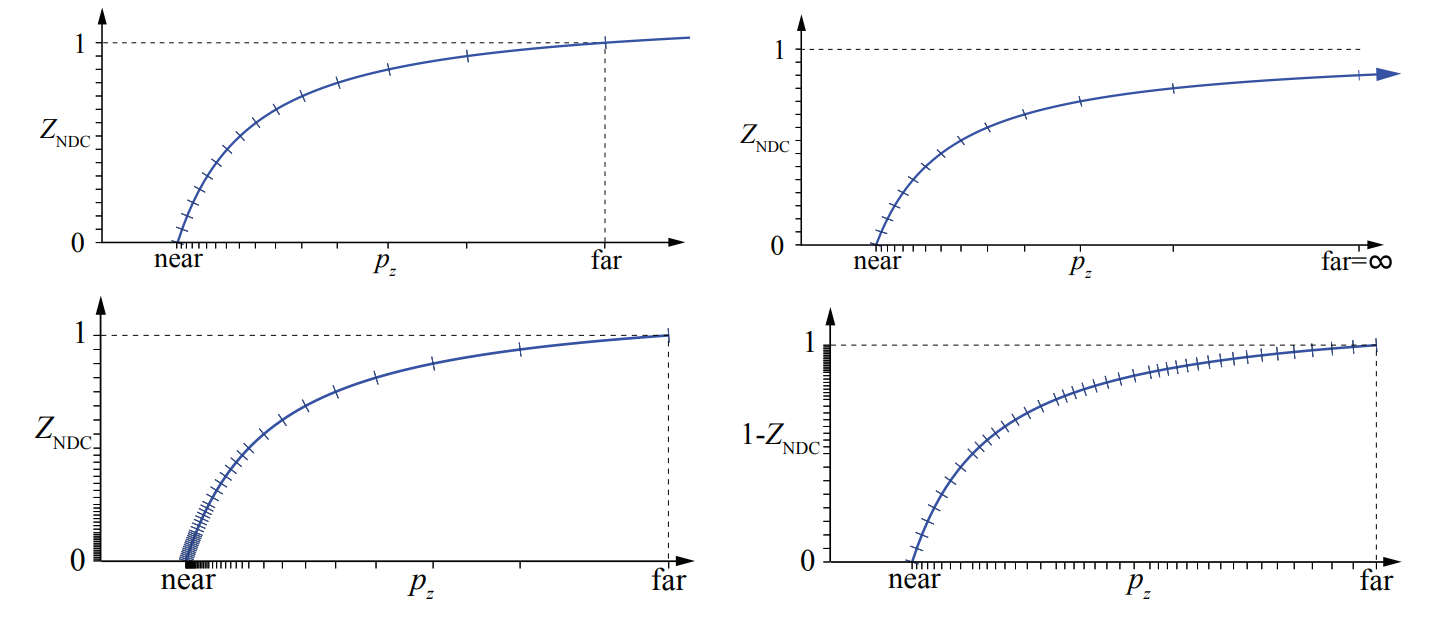 1
Z_NDC
0
near
p_z
far
1
Z_NDC
0
near
p_z
far=∞
1
Z_NDC
0
near
p_z
far
1
1-Z_NDC
0
near
p_z
far